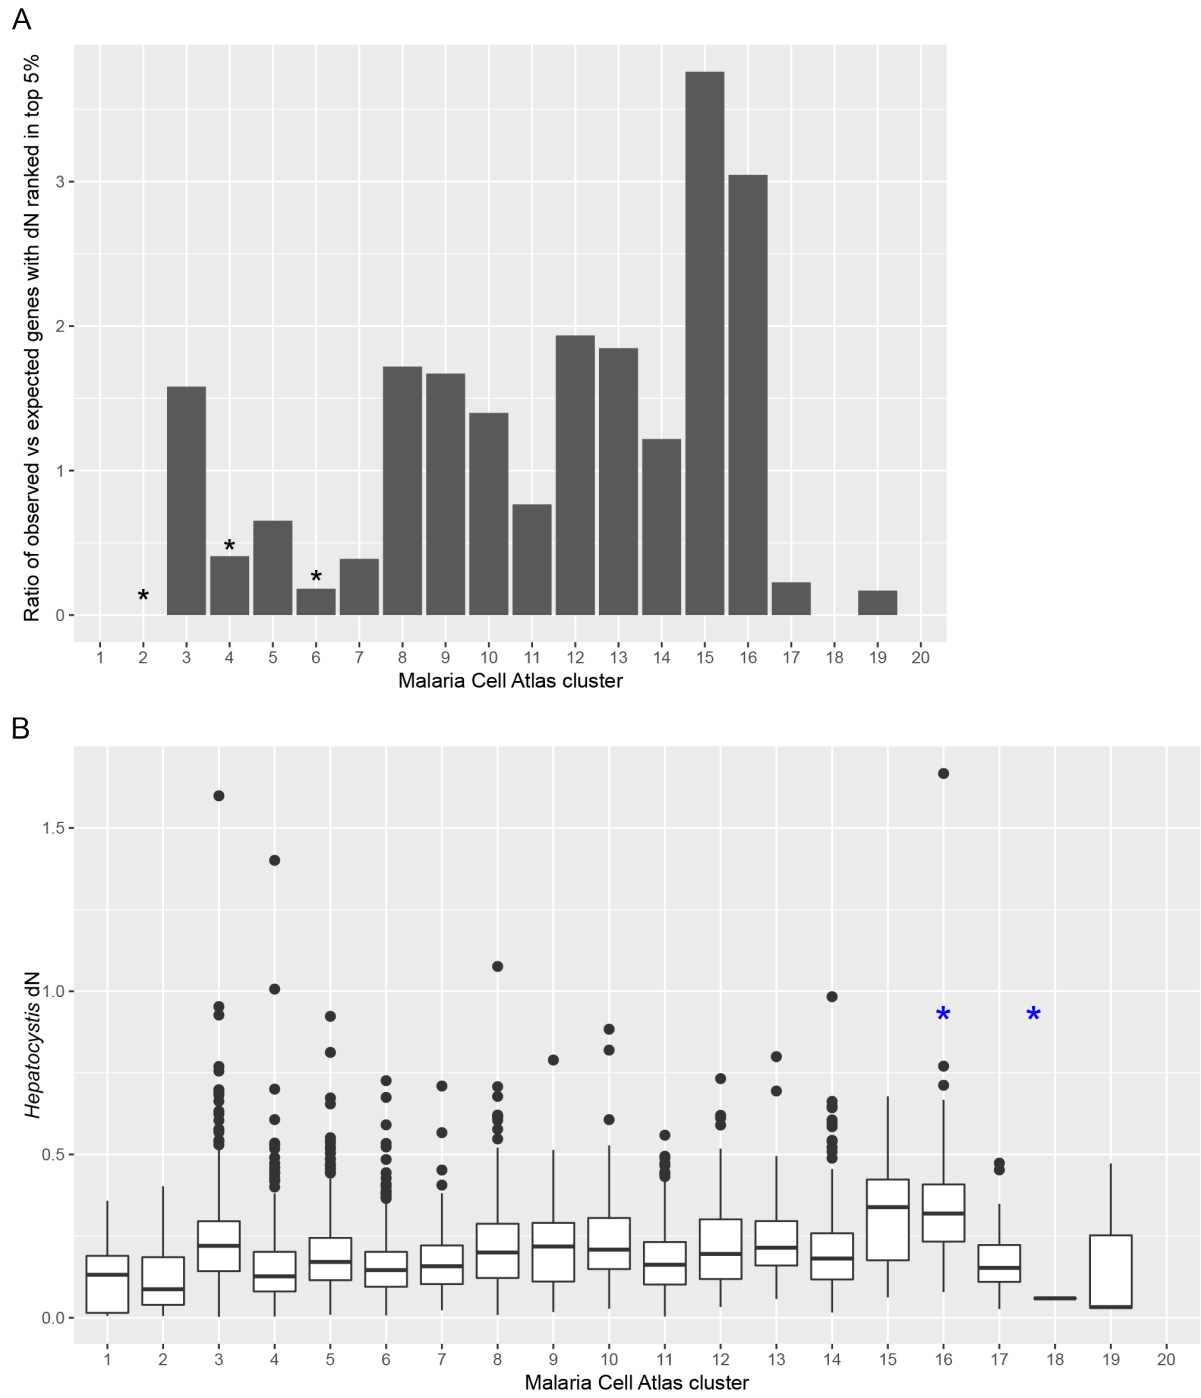 A
Ratio of observed vs expected genes with dN ranked in top 5%
3
2
1
0
*
*
*
1 2 3 4 5 6 7 8 9 10 11 12 13 14 15 16 17 18 19 20
Malaria Cell Atlas cluster
B
Hepatocystis dN
1.5
1.0
0.5
0.0
* *
1 2 3 4 5 6 7 8 9 10 11 12 13 14 15 16 17 18 19 20
Malaria Cell Atlas cluster